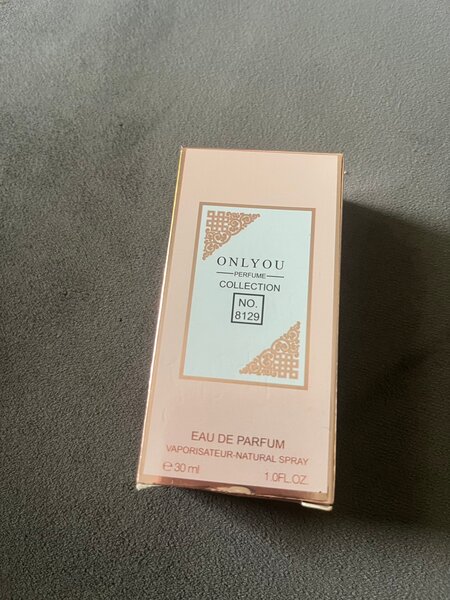 ONLYOU
PERFUME
COLLECTION
NO.
8129
EAU DE PARFUM
VAPORISATEUR-NATURAL SPRAY
℮30 ml 1.0FL.OZ.